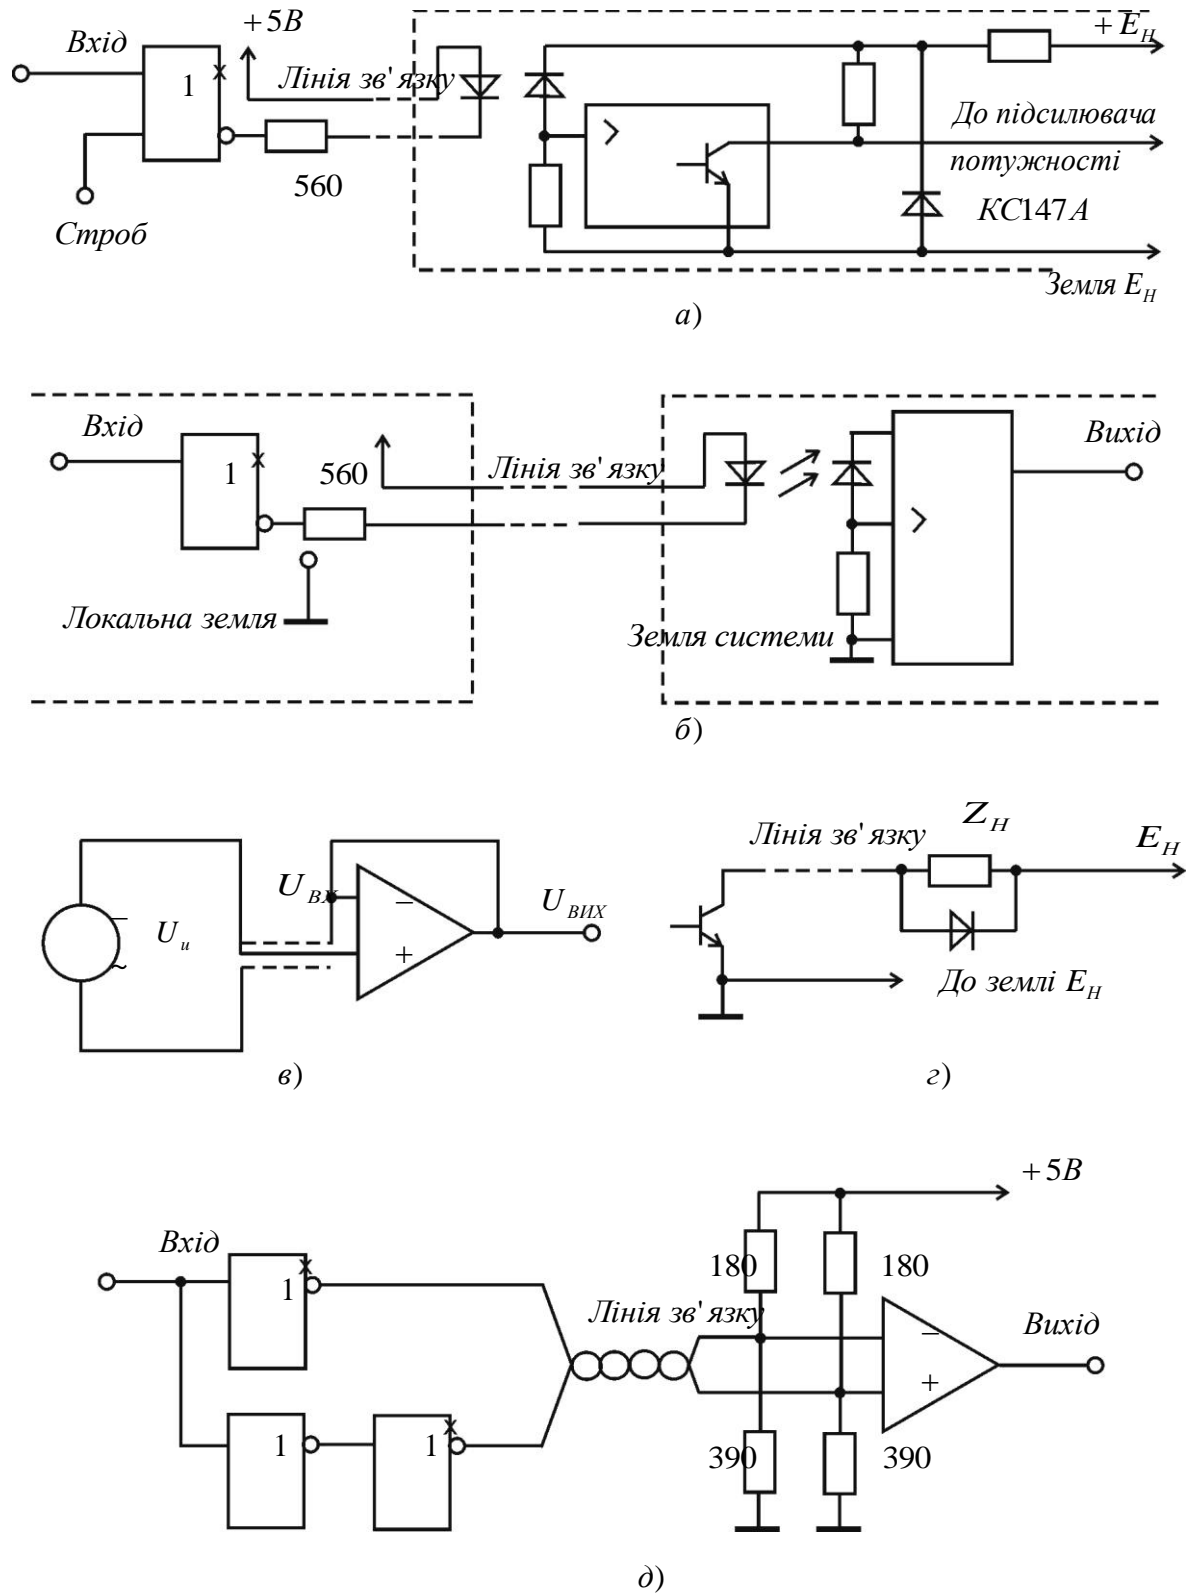 +5В
+ E_Н
Вхід
1
Лінія зв' язку
До підсилювача
потужності
560
КС147А
Строб
Земля E_Н
а)
Вхід
1
560
Лінія зв' язку
Вихід
Локальна земля
Земля системи
б)
Z_Н
Лінія зв' язку
E_Н
U_ВХ
−
U_ВИХ
−
U_и
~
+
До землі E_Н
в)
г)
+5В
Вхід
1
180
180
Лінія зв' язку
Вихід
−
+
1
1
390
390
д)